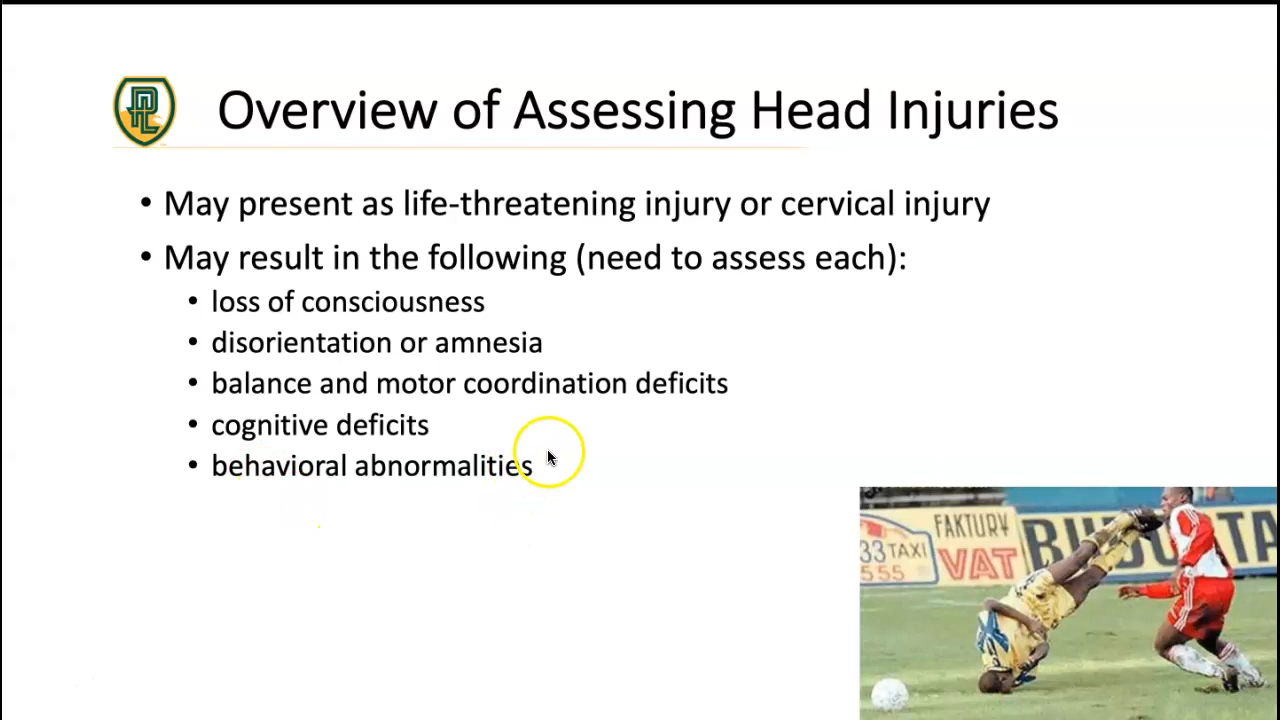 Overview of Assessing Head Injuries
• May present as life-threatening injury or cervical injury
• May result in the following (need to assess each):
• loss of consciousness
• disorientation or amnesia
• balance and motor coordination deficits
• cognitive deficits
• behavioral abnormalities
FAKTURY
VAT
33 TAXI
555